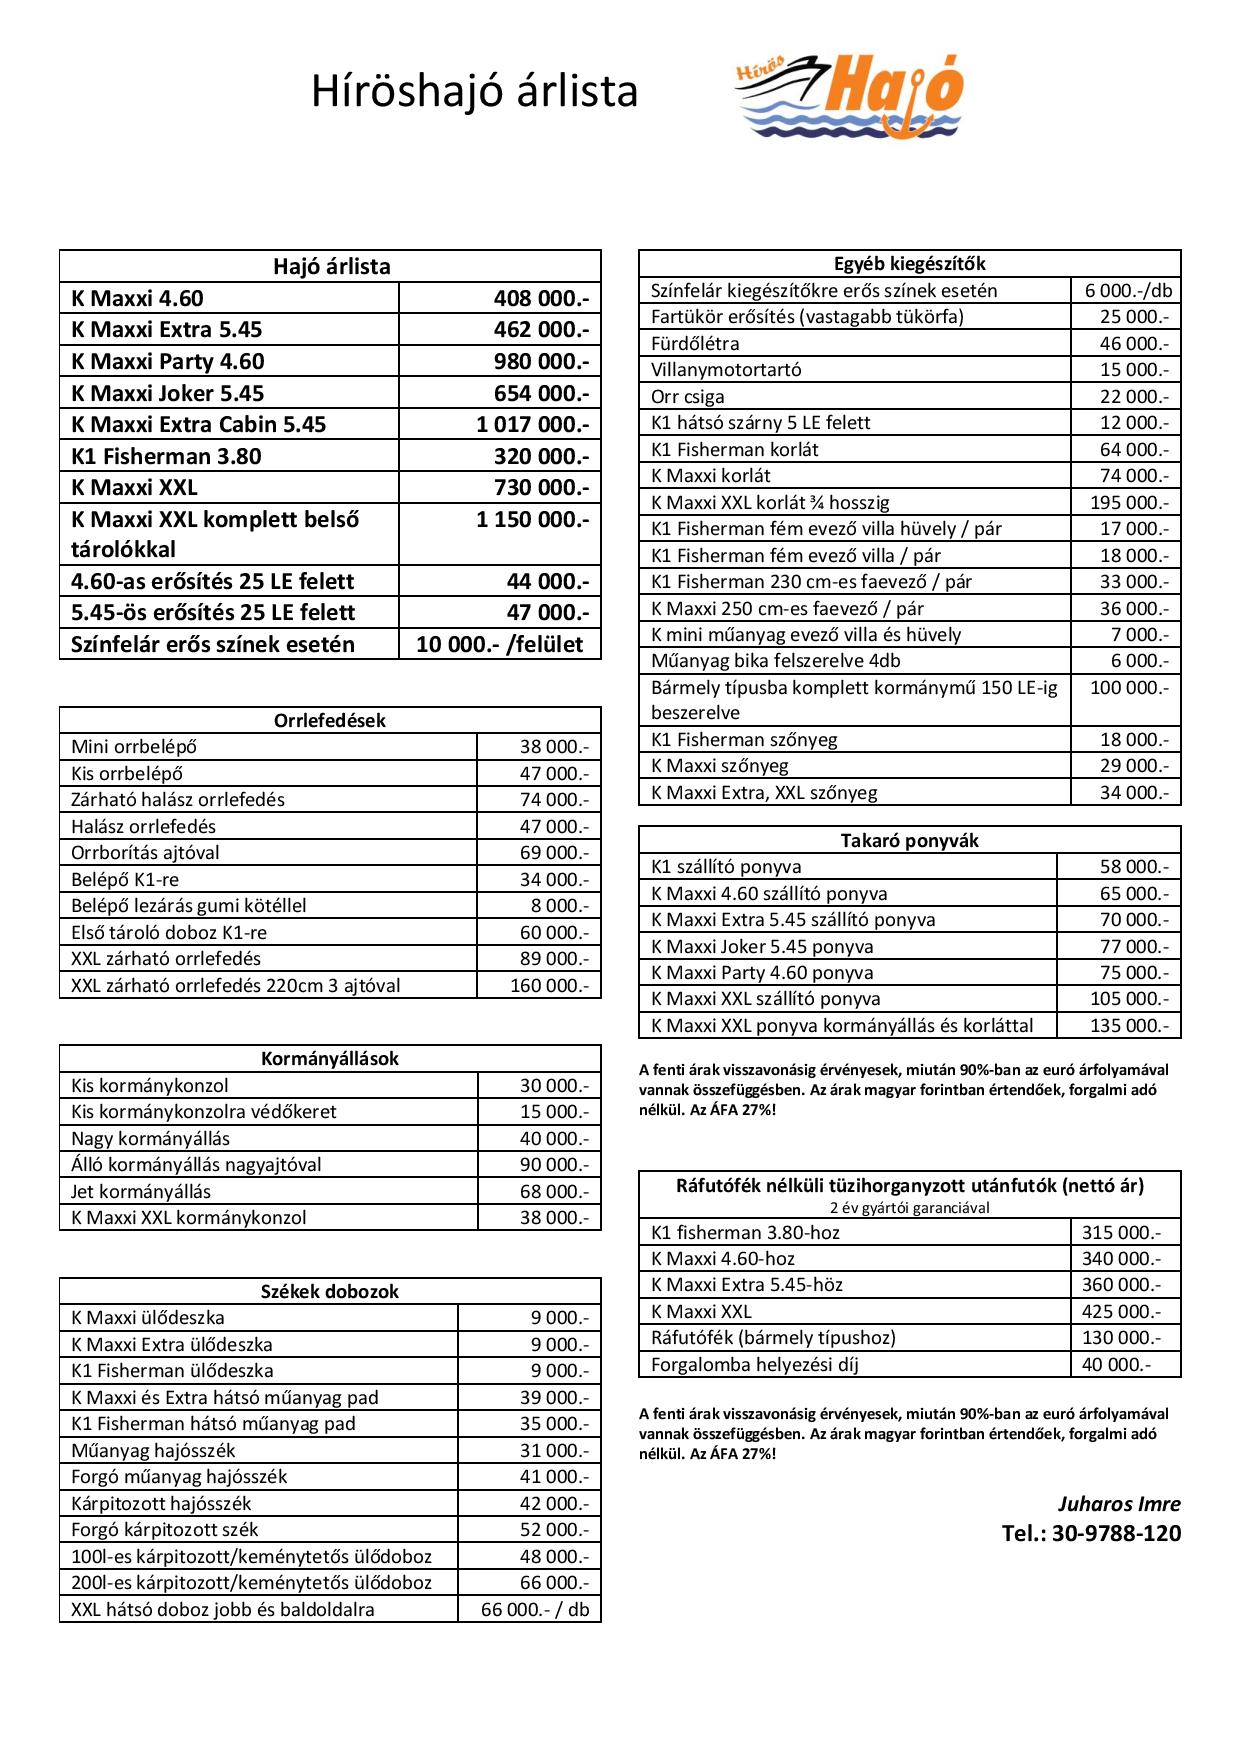 Híröshajó árlista
Hírös Hajó
Hajó árlista
K Maxxi 4.60 408 000.-
K Maxxi Extra 5.45 462 000.-
K Maxxi Party 4.60 980 000.-
K Maxxi Joker 5.45 654 000.-
K Maxxi Extra Cabin 5.45 1 017 000.-
K1 Fisherman 3.80 320 000.-
K Maxxi XXL 730 000.-
K Maxxi XXL komplett belső 1 150 000.-
tárolókkal
4.60-as erősítés 25 LE felett 44 000.-
5.45-ös erősítés 25 LE felett 47 000.-
Színfelár erős színek esetén 10 000.- /felület
Orrlefedések
Mini orrbelépő 38 000.-
Kis orrbelépő 47 000.-
Zárható halász orrlefedés 74 000.-
Halász orrlefedés 47 000.-
Orrborítás ajtóval 69 000.-
Belépő K1-re 34 000.-
Belépő lezárás gumi kötéllel 8 000.-
Első tároló doboz K1-re 60 000.-
XXL zárható orrlefedés 89 000.-
XXL zárható orrlefedés 220cm 3 ajtóval 160 000.-
Kormányállások
Kis kormánykonzol 30 000.-
Kis kormánykonzolra védőkeret 15 000.-
Nagy kormányállás 40 000.-
Álló kormányállás nagyajtóval 90 000.-
Jet kormányállás 68 000.-
K Maxxi XXL kormánykonzol 38 000.-
Székek dobozok
K Maxxi ülődeszka 9 000.-
K Maxxi Extra ülődeszka 9 000.-
K1 Fisherman ülődeszka 9 000.-
K Maxxi és Extra hátsó műanyag pad 39 000.-
K1 Fisherman hátsó műanyag pad 35 000.-
Műanyag hajósszék 31 000.-
Forgó műanyag hajósszék 41 000.-
Kárpitozott hajósszék 42 000.-
Forgó kárpitozott szék 52 000.-
100l-es kárpitozott/keménytetős ülődoboz 48 000.-
200l-es kárpitozott/keménytetős ülődoboz 66 000.-
XXL hátsó doboz jobb és baldoldalra 66 000.- / db
Egyéb kiegészítők
Színfelár kiegészítőkre erős színek esetén 6 000.-/db
Fartükör erősítés (vastagabb tükörfa) 25 000.-
Fürdőlétra 46 000.-
Villanymotortartó 15 000.-
Orr csiga 22 000.-
K1 hátsó szárny 5 LE felett 12 000.-
K1 Fisherman korlát 64 000.-
K Maxxi korlát 74 000.-
K Maxxi XXL korlát ¾ hosszig 195 000.-
K1 Fisherman fém evező villa hüvely / pár 17 000.-
K1 Fisherman fém evező villa / pár 18 000.-
K1 Fisherman 230 cm-es faevező / pár 33 000.-
K Maxxi 250 cm-es faevező / pár 36 000.-
K mini műanyag evező villa és hüvely 7 000.-
Műanyag bika felszerelve 4db 6 000.-
Bármely típusba komplett kormánymű 150 LE-ig 100 000.-
beszerelve
K1 Fisherman szőnyeg 18 000.-
K Maxxi szőnyeg 29 000.-
K Maxxi Extra, XXL szőnyeg 34 000.-
Takaró ponyvák
K1 szállító ponyva 58 000.-
K Maxxi 4.60 szállító ponyva 65 000.-
K Maxxi Extra 5.45 szállító ponyva 70 000.-
K Maxxi Joker 5.45 ponyva 77 000.-
K Maxxi Party 4.60 ponyva 75 000.-
K Maxxi XXL szállító ponyva 105 000.-
K Maxxi XXL ponyva kormányállás és korláttal 135 000.-
A fenti árak visszavonásig érvényesek, miután 90%-ban az euró árfolyamával
vannak összefüggésben. Az árak magyar forintban értendőek, forgalmi adó
nélkül. Az ÁFA 27%!
Ráfutófék nélküli tüzihorganyzott utánfutók (nettó ár)
2 év gyártói garanciával
K1 fisherman 3.80-hoz 315 000.-
K Maxxi 4.60-hoz 340 000.-
K Maxxi Extra 5.45-höz 360 000.-
K Maxxi XXL 425 000.-
Ráfutófék (bármely típushoz) 130 000.-
Forgalomba helyezési díj 40 000.-
A fenti árak visszavonásig érvényesek, miután 90%-ban az euró árfolyamával
vannak összefüggésben. Az árak magyar forintban értendőek, forgalmi adó
nélkül. Az ÁFA 27%!
Juharos Imre
Tel.: 30-9788-120